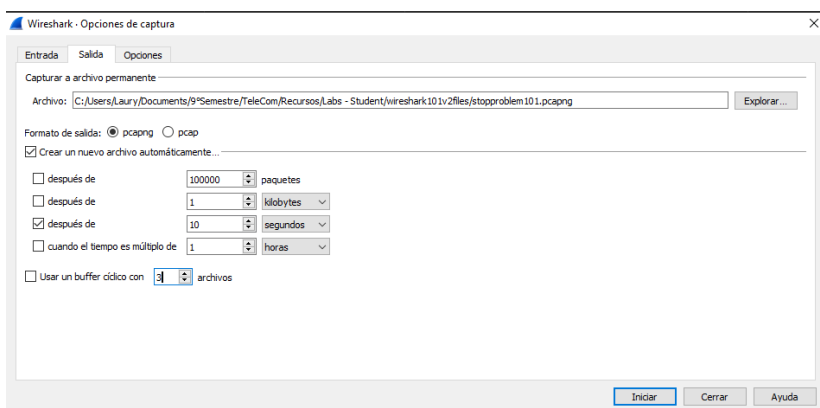 Wireshark · Opciones de captura
Entrada Salida Opciones
Capturar a archivo permanente
Archivo: C:/Users/Laury/Documents/9°Semestre/TeleCom/Recursos/Labs - Student/wireshark101v2files/stopproblem101.pcapng Explorar...
Formato de salida: pcapng pcap
Crear un nuevo archivo automáticamente...
después de 100000 paquetes
después de 1 kilobytes
después de 10 segundos
cuando el tiempo es múltiplo de 1 horas
Usar un buffer cíclico con 3 archivos
Iniciar Cerrar Ayuda